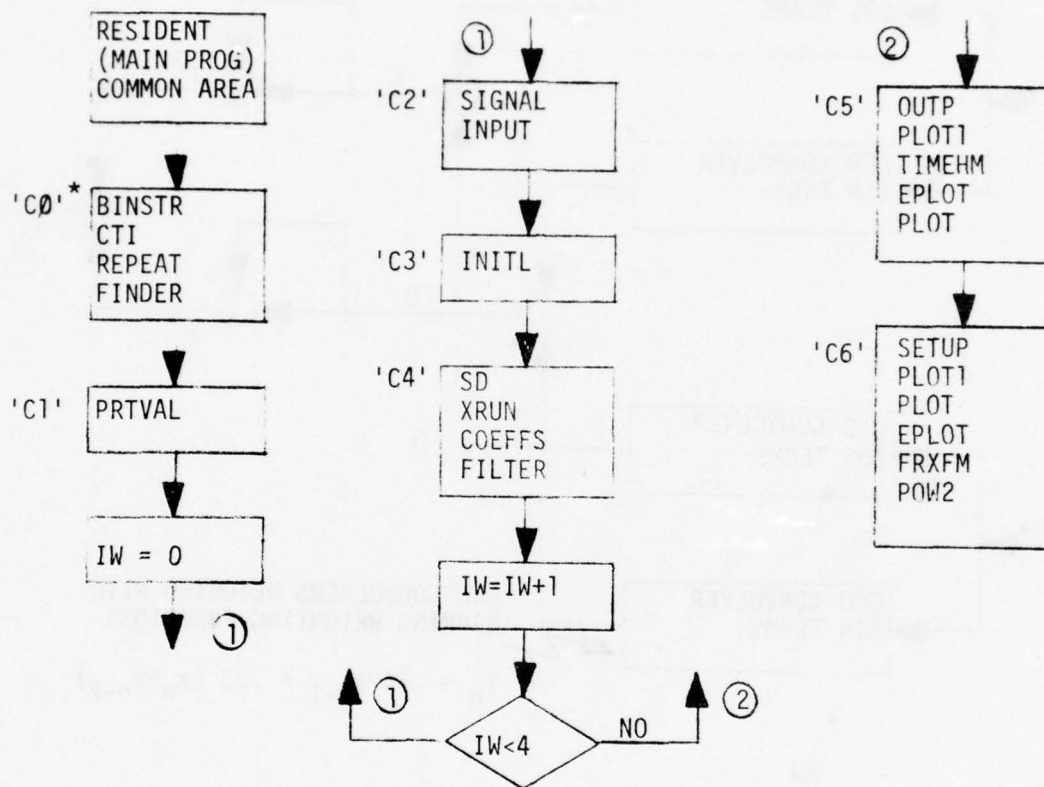 RESIDENT
(MAIN PROG)
COMMON AREA
'CØ'*
BINSTR
CTI
REPEAT
FINDER
'C1'
PRTVAL
IW = 0
①
①
'C2'
SIGNAL
INPUT
'C3'
INITL
'C4'
SD
XRUN
COEFFS
FILTER
IW=IW+1
①
IW<4
NO
②
②
'C5'
OUTP
PLOT1
TIMEHM
EPLOT
PLOT
'C6'
SETUP
PLOT1
PLOT
EPLOT
FRXFM
POW2